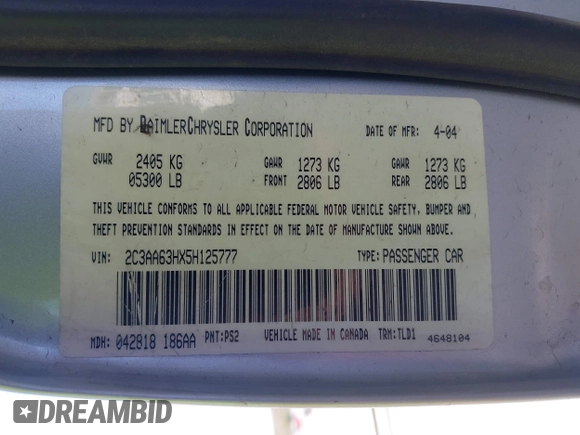 MFD BY DAIMLERCHRYSLER CORPORATION DATE OF MFR: 4-04
GVWR 2405 KG GAWR 1273 KG GAWR 1273 KG
05300 LB FRONT 2806 LB REAR 2806 LB
THIS VEHICLE CONFORMS TO ALL APPLICABLE FEDERAL MOTOR VEHICLE SAFETY, BUMPER AND
THEFT PREVENTION STANDARDS IN EFFECT ON THE DATE OF MANUFACTURE SHOWN ABOVE.
VIN: 2C3AA63HX5H125777 TYPE: PASSENGER CAR
MDH: 042818 186AA PNT: PS2 VEHICLE MADE IN CANADA TRM: TLD1 4648104
DREAMBID